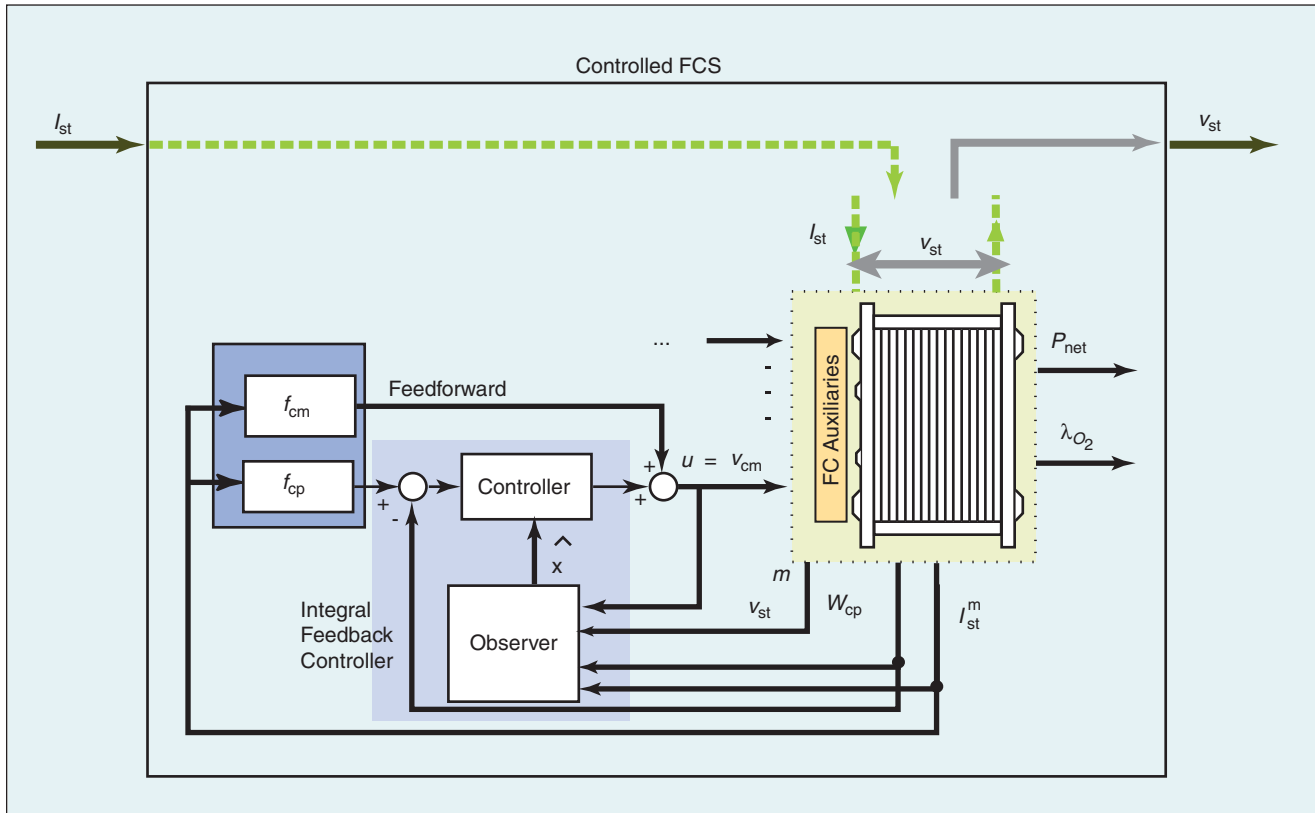 Controlled FCS
I_st
v_st
I_st
v_st
...
-
-
-
FC Auxiliaries
P_net
λ_O₂
f_cm
Feedforward
f_cp
+
-
Controller
+
+
u = v_cm
^
x
Integral
Feedback
Controller
Observer
m
v_st
W_cp
I_st^m